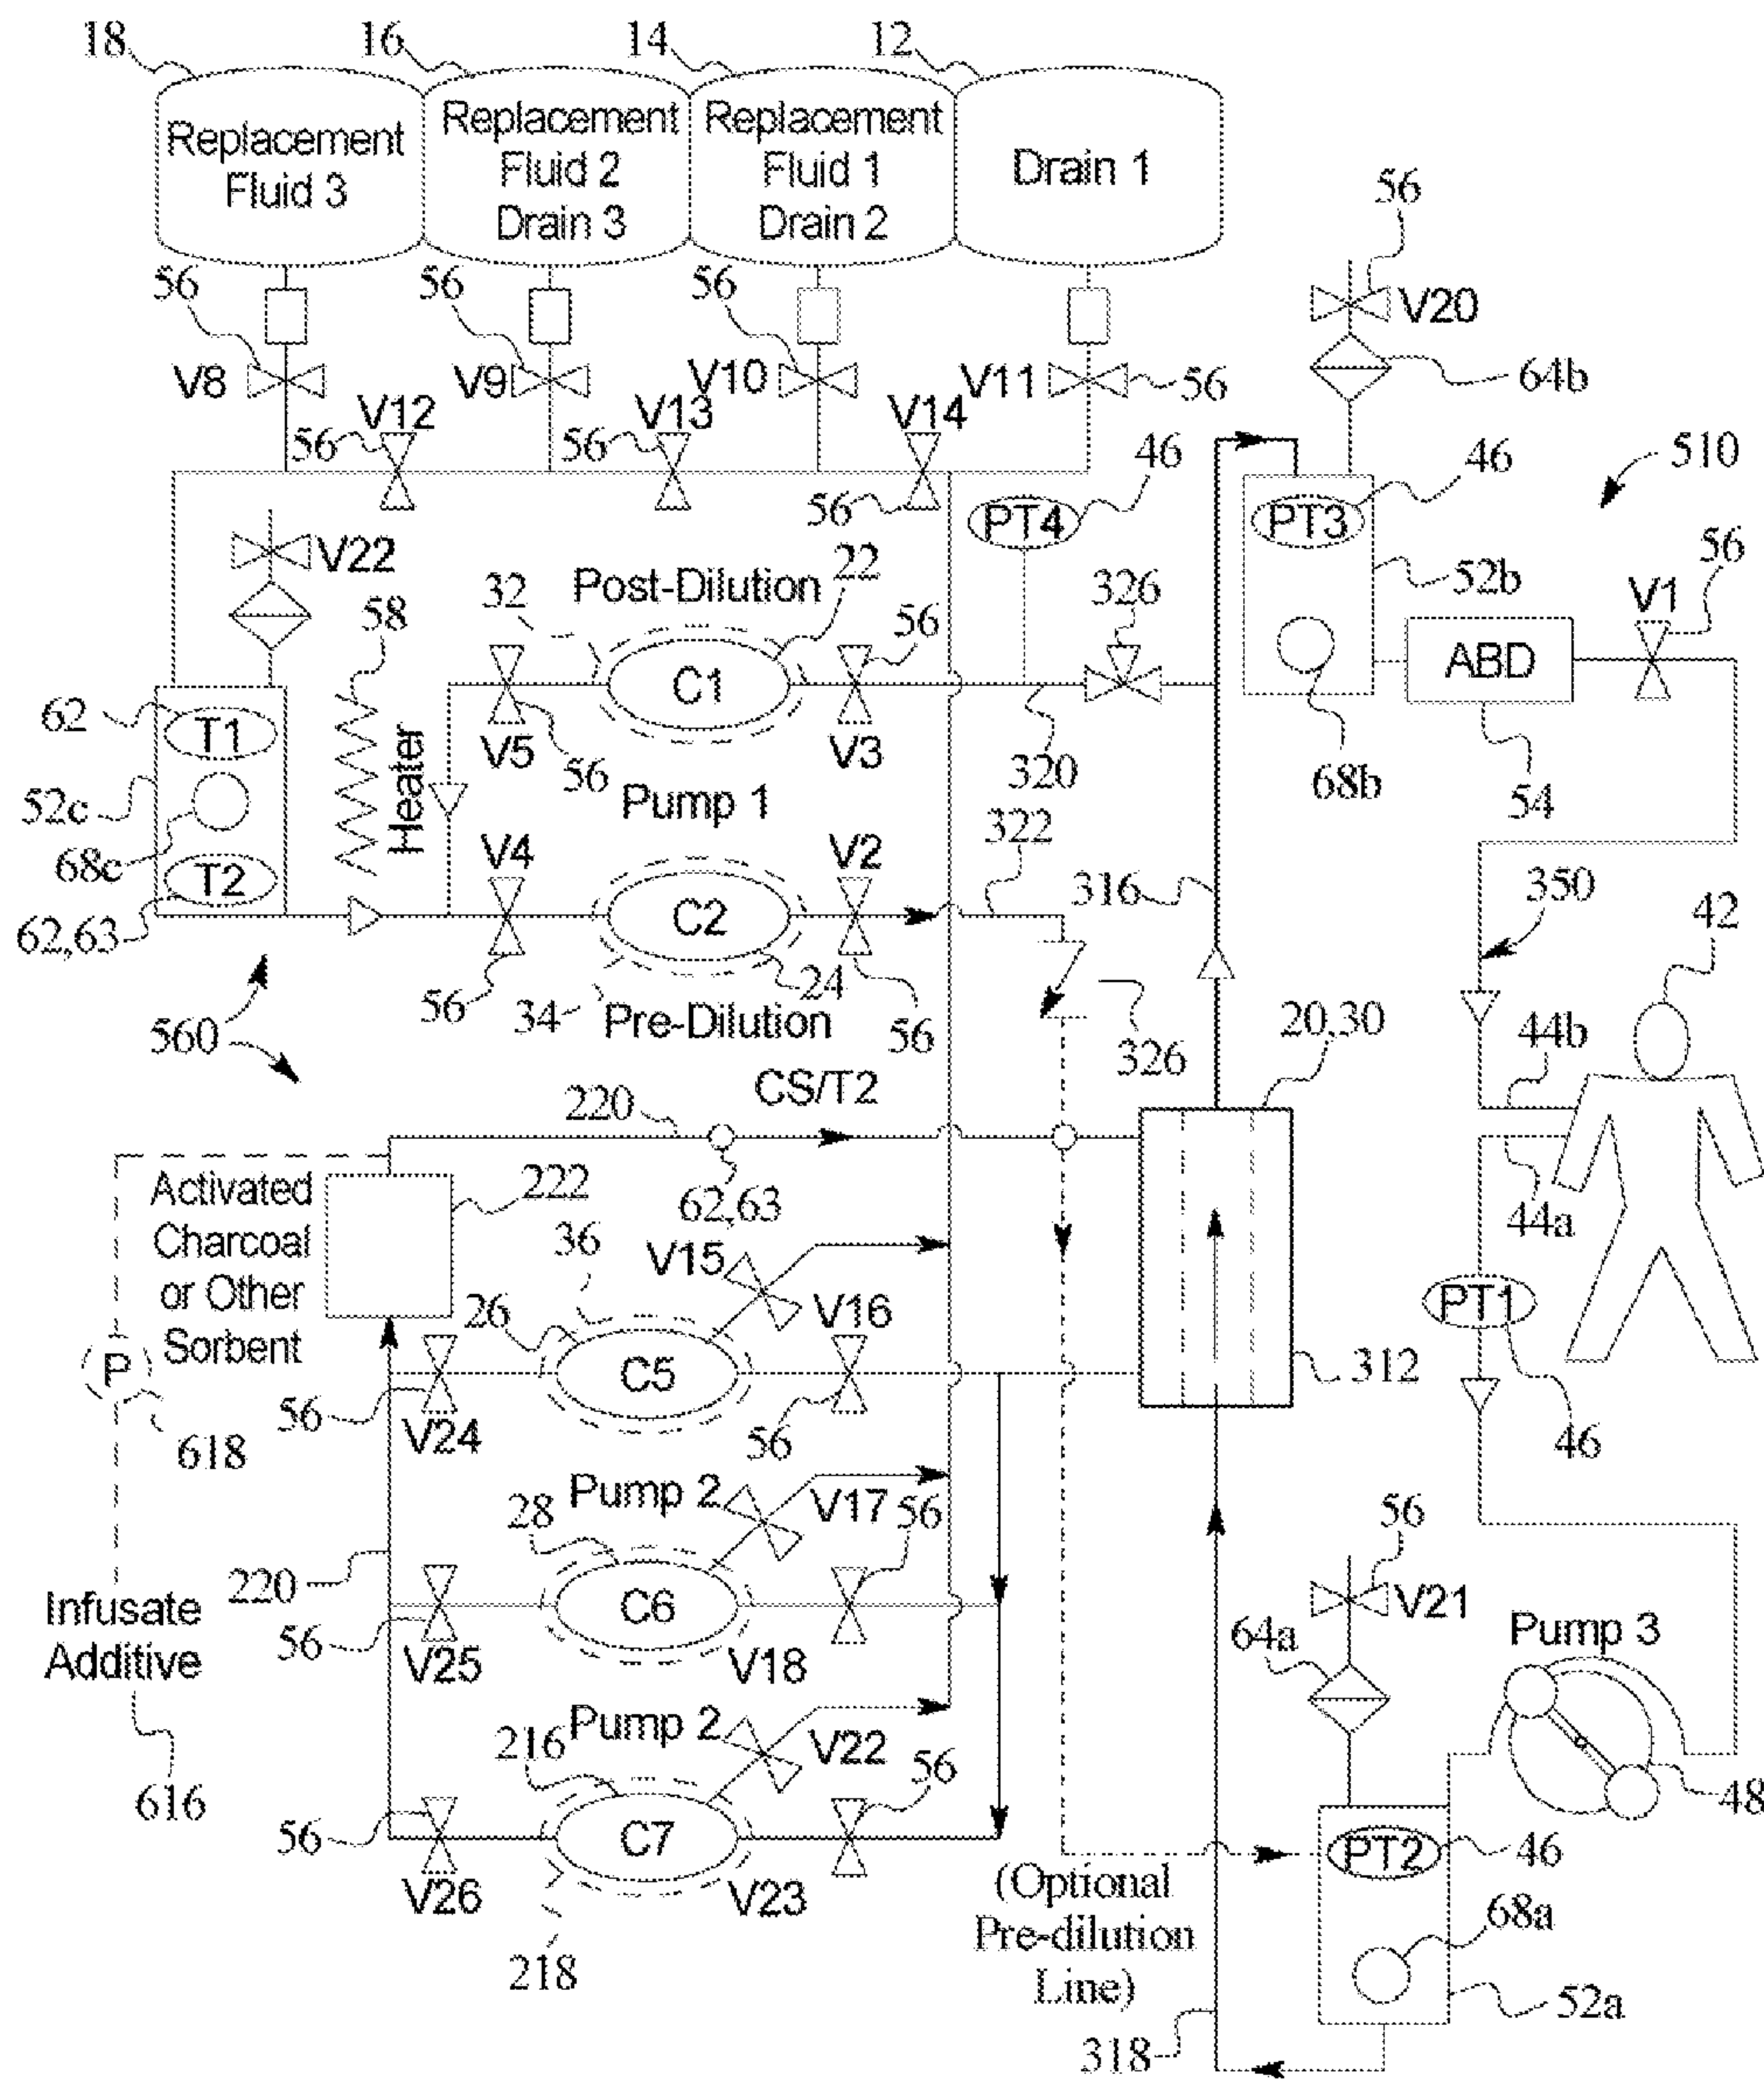 18
16
14
12
Replacement
Fluid 3
Replacement
Fluid 2
Drain 3
Replacement
Fluid 1
Drain 2
Drain 1
56
56
56
56
V20
V8
V9
V10
V11
56
64b
V12
V13
V14
56
56
56
46
46
510
PT4
PT3
V22
56
32
Post-Dilution
22
56
326
52b
V1
58
62
T1
C1
ABD
V5
56
V3
320
68b
54
52c
Heater
Pump 1
68c
V4
V2
322
T2
C2
316
350
42
62,63
56
34
24
Pre-Dilution
56
326
20,30
44b
560
CS/T2
220
Activated
Charcoal
or Other
Sorbent
222
62,63
44a
36
V15
26
V16
PT1
P
C5
312
56
V24
56
46
618
Pump 2
V17
56
28
56
220
C6
V21
Infusate
Additive
56
V25
V18
64a
Pump 3
Pump 2
216
V22
56
616
56
C7
48
V26
V23
PT2
46
218
(Optional
Pre-dilution
Line)
68a
52a
318